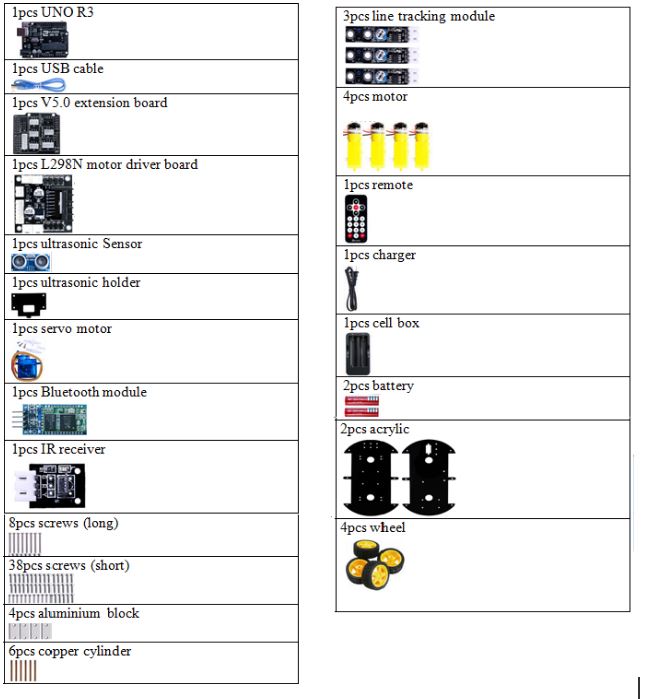 1pcs UNO R3
1pcs USB cable
1pcs V5.0 extension board
1pcs L298N motor driver board
1pcs ultrasonic Sensor
1pcs ultrasonic holder
1pcs servo motor
1pcs Bluetooth module
1pcs IR receiver
8pcs screws (long)
38pcs screws (short)
4pcs aluminium block
6pcs copper cylinder
3pcs line tracking module
4pcs motor
1pcs remote
1pcs charger
1pcs cell box
2pcs battery
2pcs acrylic
4pcs wheel